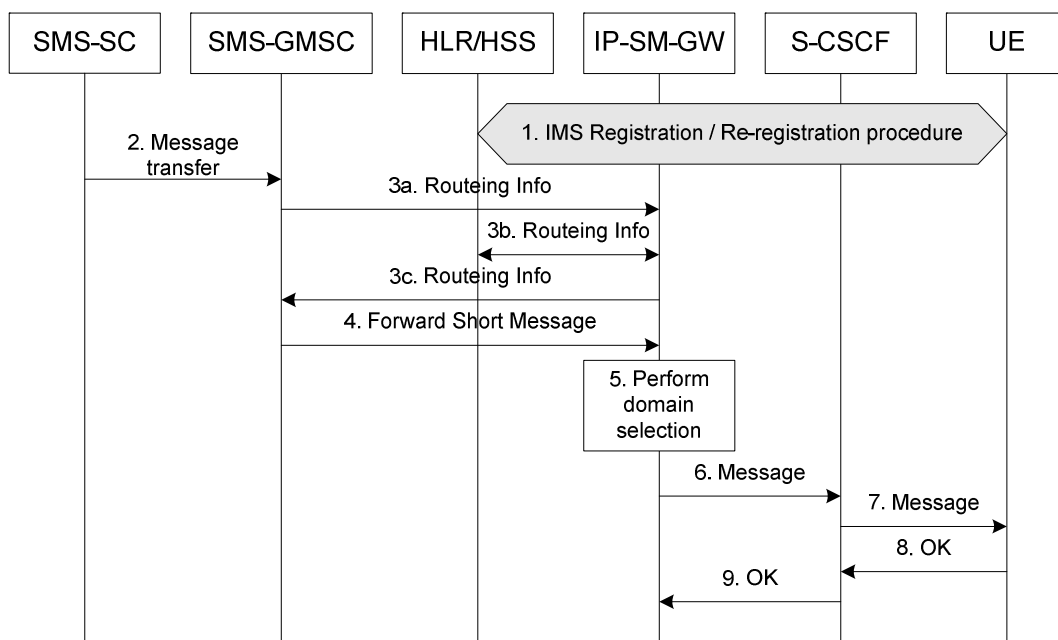 SMS-SC
SMS-GMSC
HLR/HSS
IP-SM-GW
S-CSCF
UE
1. IMS Registration / Re-registration procedure
2. Message
transfer
3a. Routeing Info
3b. Routeing Info
3c. Routeing Info
4. Forward Short Message
5. Perform
domain
selection
6. Message
7. Message
8. OK
9. OK